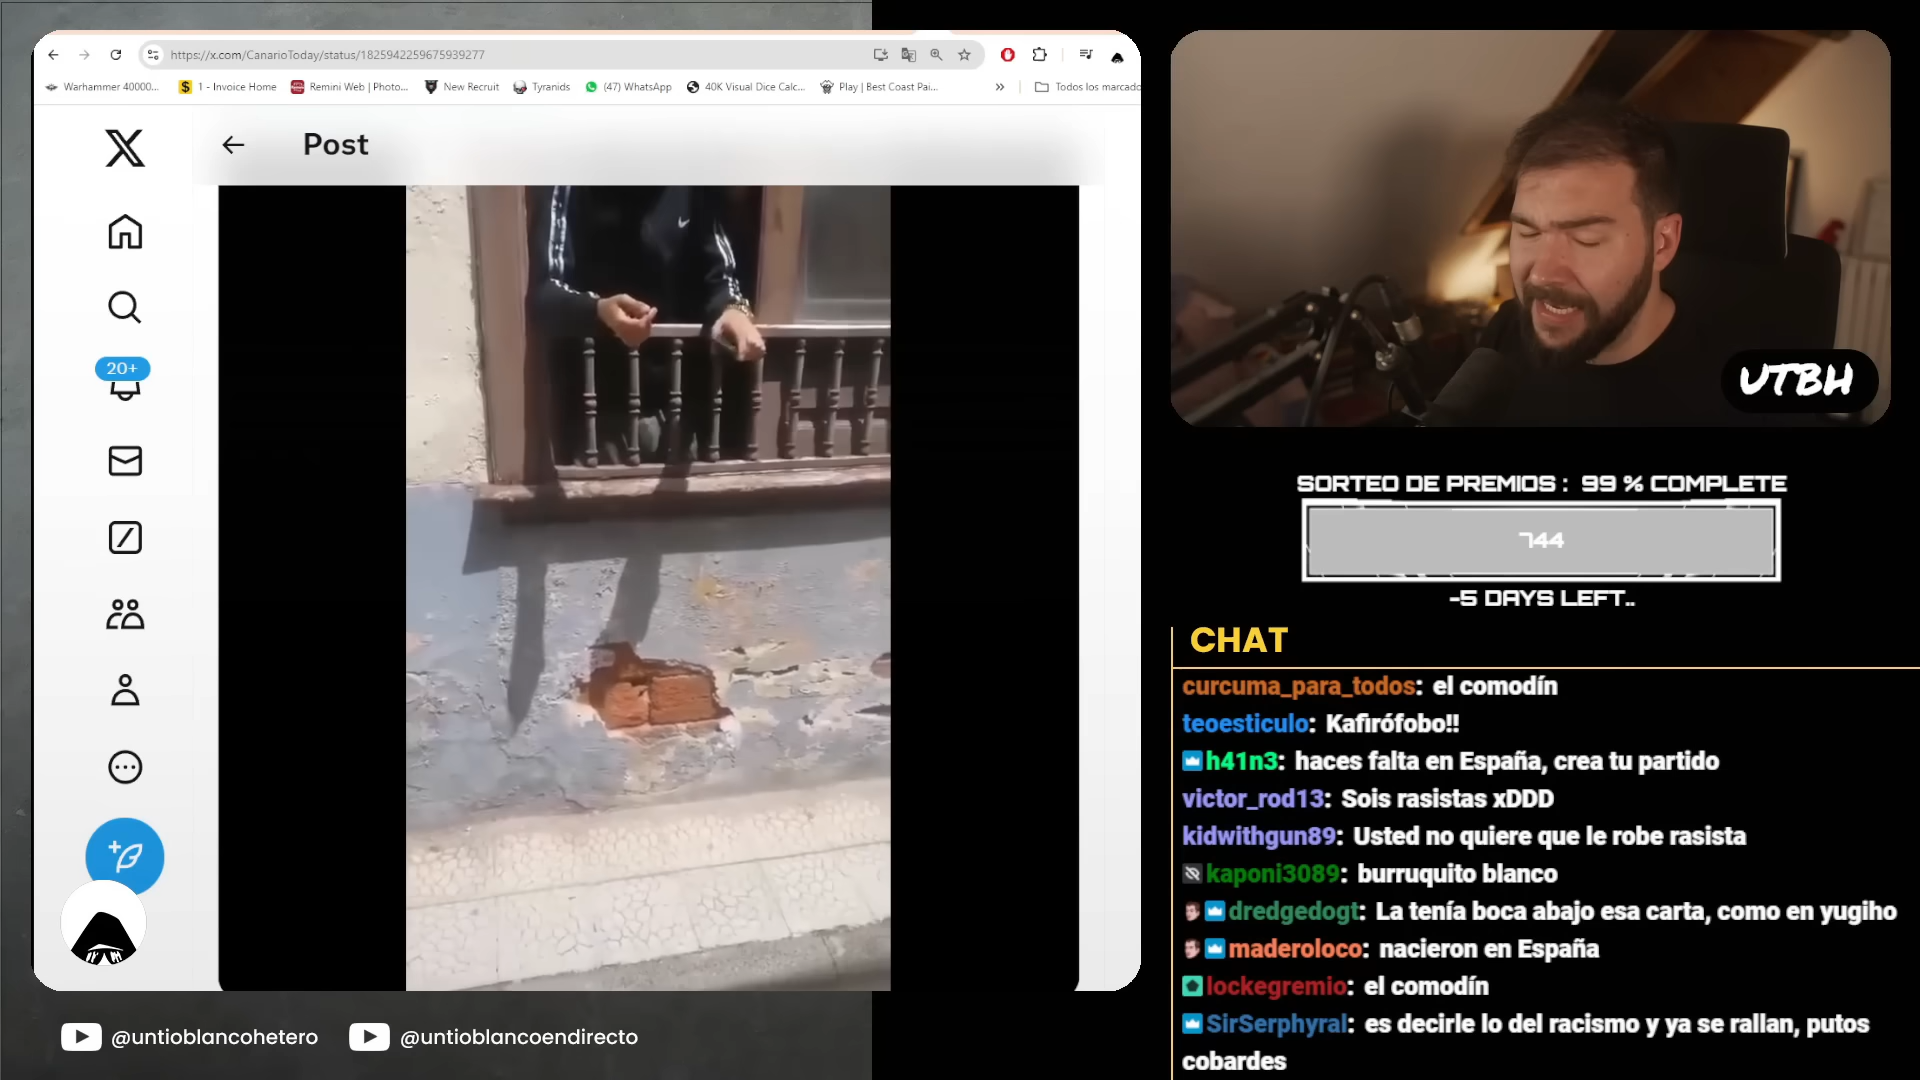 https://x.com/CanarioToday/status/1825942259675939277
Warhammer 40000...
1 - Invoice Home
Remini Web | Photo...
New Recruit
Tyranids
(47) WhatsApp
40K Visual Dice Calc...
Play | Best Coast Pai...
»
Todos los marcado
Post
20+
UTBH
SORTEO DE PREMIOS : 99 % COMPLETE
744
-5 DAYS LEFT..
CHAT
curcuma_para_todos: el comodín
teoesticulo: Kafirófobo!!
h41n3: haces falta en España, crea tu partido
victor_rod13: Sois rasistas xDDD
kidwithgun89: Usted no quiere que le robe rasista
kaponi3089: burruquito blanco
dredgedogt: La tenía boca abajo esa carta, como en yugiho
maderoloco: nacieron en España
lockegremio: el comodín
SirSerphyral: es decirle lo del racismo y ya se rallan, putos
cobardes
@untioblancohetero
@untioblancoendirecto